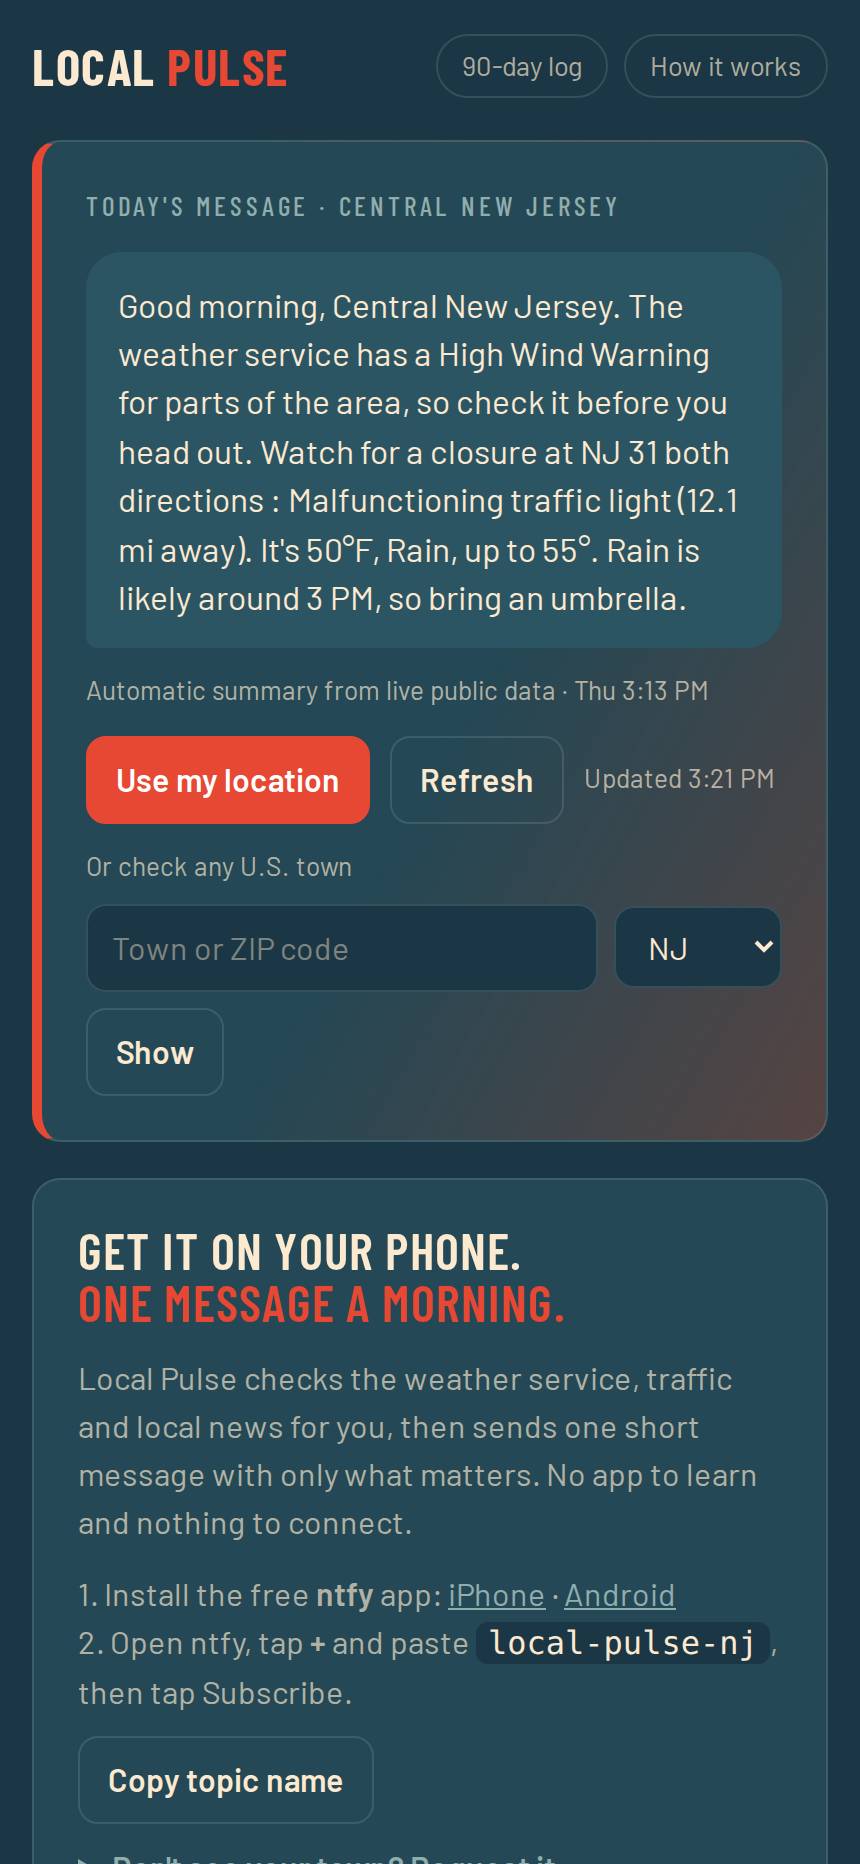 LOCAL PULSE
90-day log
How it works
TODAY'S MESSAGE · CENTRAL NEW JERSEY
Good morning, Central New Jersey. The
weather service has a High Wind Warning
for parts of the area, so check it before you
head out. Watch for a closure at NJ 31 both
directions : Malfunctioning traffic light (12.1
mi away). It's 50°F, Rain, up to 55°. Rain is
likely around 3 PM, so bring an umbrella.
Automatic summary from live public data · Thu 3:13 PM
Use my location
Refresh
Updated 3:21 PM
Or check any U.S. town
Town or ZIP code
NJ
Show
GET IT ON YOUR PHONE.
ONE MESSAGE A MORNING.
Local Pulse checks the weather service, traffic
and local news for you, then sends one short
message with only what matters. No app to learn
and nothing to connect.
1. Install the free ntfy app: iPhone · Android
2. Open ntfy, tap + and paste local-pulse-nj,
then tap Subscribe.
Copy topic name
Don't see your town? Request it